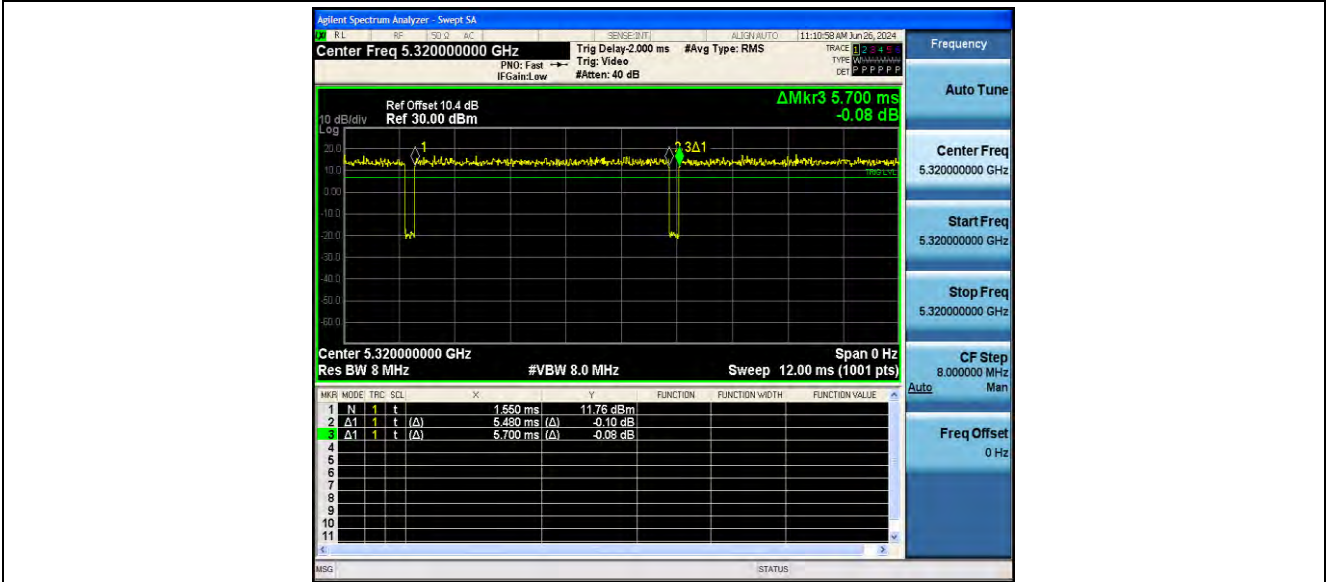 Agilent Spectrum Analyzer - Swept SA
RL RF 50 Ω AC SENSE:INT ALIGN AUTO 11:10:58 AM Jun 26, 2024
Center Freq 5.320000000 GHz
Trig Delay-2.000 ms #Avg Type: RMS
PNO: Fast Trig: Video
IFGain:Low #Atten: 40 dB
TRACE 1 2 3 4 5 6
TYPE
DET P P P P P P
Ref Offset 10.4 dB
10 dB/div Ref 30.00 dBm
Log
ΔMkr3 5.700 ms
-0.08 dB
20.0
10.0
0.00
-10.0
-20.0
-30.0
-40.0
-50.0
-60.0
1
2 3Δ1
TRIG LVL
Center 5.320000000 GHz Span 0 Hz
Res BW 8 MHz #VBW 8.0 MHz Sweep 12.00 ms (1001 pts)
MKR MODE TRC SCL X Y FUNCTION FUNCTION WIDTH FUNCTION VALUE
1 N 1 t 1.550 ms 11.76 dBm
2 Δ1 1 t (Δ) 5.480 ms (Δ) -0.10 dB
3 Δ1 1 t (Δ) 5.700 ms (Δ) -0.08 dB
4
5
6
7
8
9
10
11
MSG STATUS
Frequency
Auto Tune
Center Freq
5.320000000 GHz
Start Freq
5.320000000 GHz
Stop Freq
5.320000000 GHz
CF Step
8.000000 MHz
Auto Man
Freq Offset
0 Hz